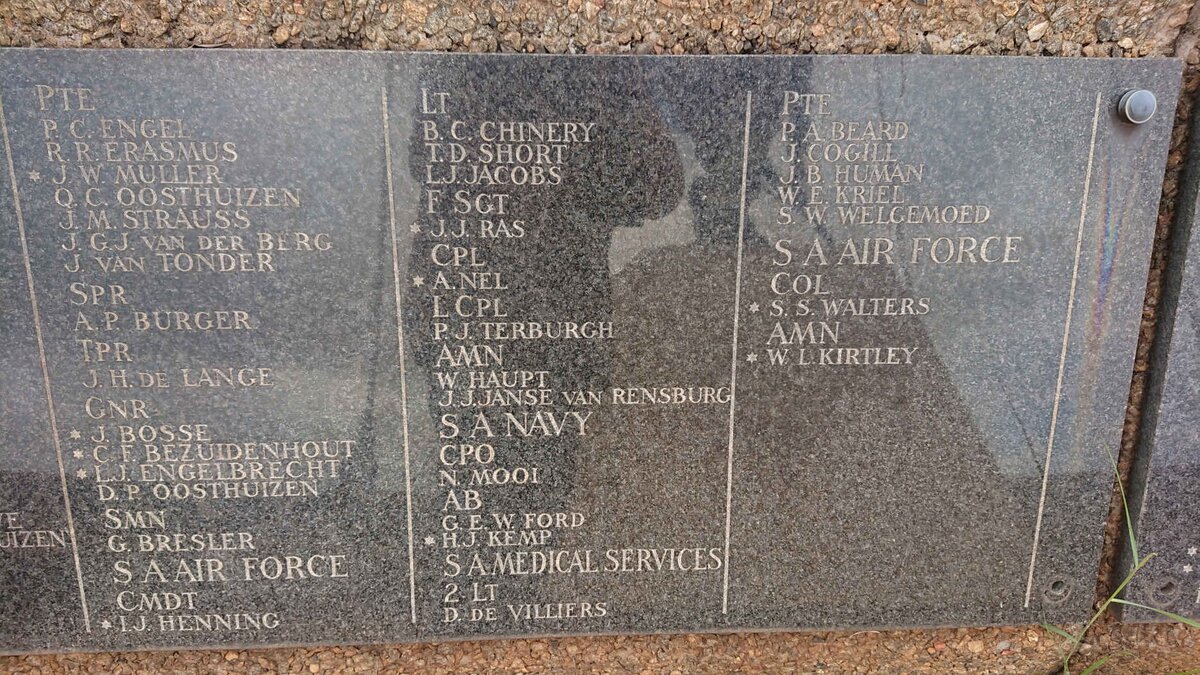 VE
UIZEN
PTE
P. C. ENGEL
R. R. ERASMUS
* J. W. MULLER
Q. C. OOSTHUIZEN
J. M. STRAUSS
J. G. J. VAN DER BERG
J. VAN TONDER
SPR
A. P. BURGER
TPR
J. H. DE LANGE
GNR
* J. BOSSE
* C. F. BEZUIDENHOUT
* L. J. ENGELBRECHT
D. P. OOSTHUIZEN
SMN
G. BRESLER
S A AIR FORCE
CMDT
* I. J. HENNING
LT
B. C. CHINERY
T. D. SHORT
L. J. JACOBS
F SGT
* J. J. RAS
CPL
* A. NEL
L CPL
P. J. TERBURGH
AMN
W. HAUPT
J. J. JANSE VAN RENSBURG
S A NAVY
CPO
N. MOOI
AB
G. E. W. FORD
* H. J. KEMP
S A MEDICAL SERVICES
2. LT
D. DE VILLIERS
PTE
P. A. BEARD
J. COGILL
J. B. HUMAN
W. E. KRIEL
S. W. WELGEMOED
S A AIR FORCE
COL
* S. S. WALTERS
AMN
* W. L. KIRTLEY